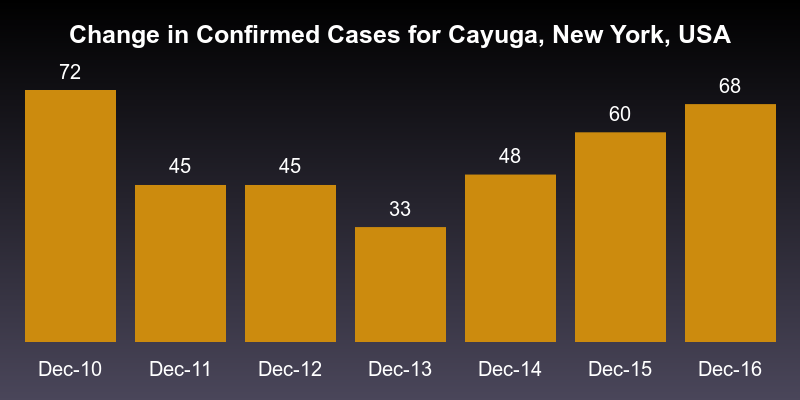 Change in Confirmed Cases for Cayuga, New York, USA
72
45
45
33
48
60
68
Dec-10
Dec-11
Dec-12
Dec-13
Dec-14
Dec-15
Dec-16